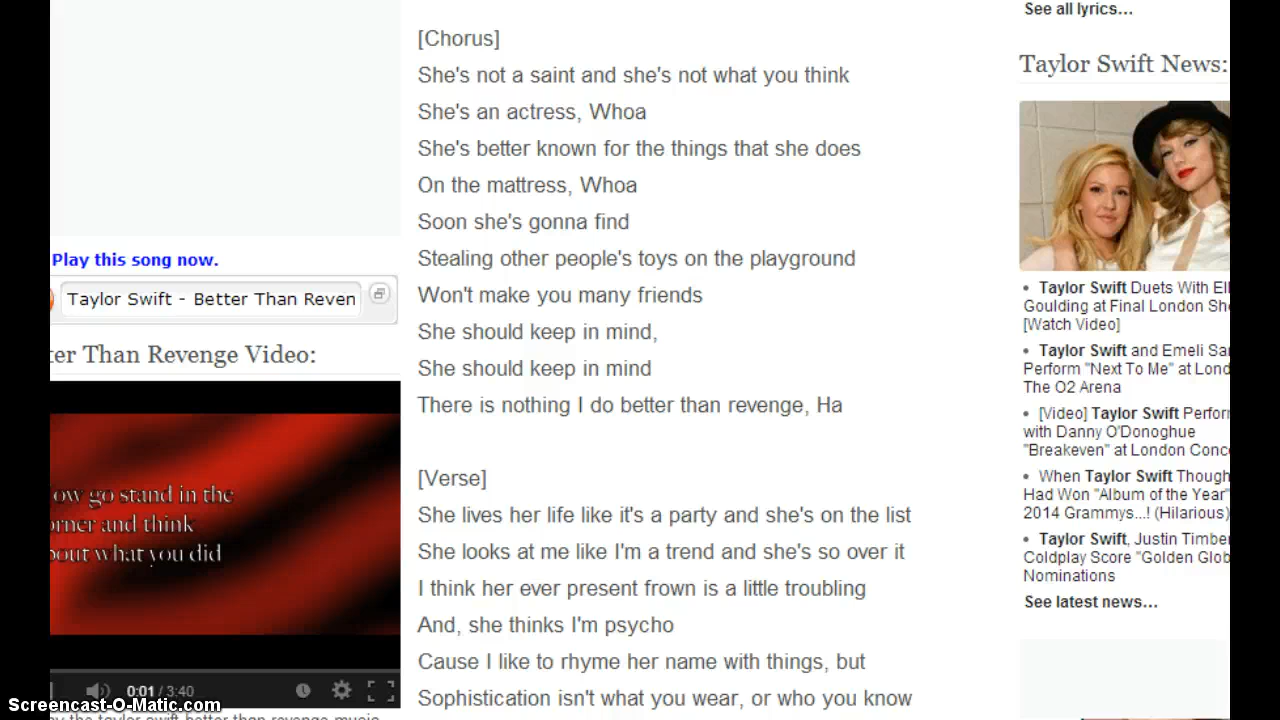 See all lyrics...
[Chorus]
She's not a saint and she's not what you think
She's an actress, Whoa
She's better known for the things that she does
On the mattress, Whoa
Soon she's gonna find
Stealing other people's toys on the playground
Won't make you many friends
She should keep in mind,
She should keep in mind
There is nothing I do better than revenge, Ha
[Verse]
She lives her life like it's a party and she's on the list
She looks at me like I'm a trend and she's so over it
I think her ever present frown is a little troubling
And, she thinks I'm psycho
Cause I like to rhyme her name with things, but
Sophistication isn't what you wear, or who you know
Play this song now.
Taylor Swift - Better Than Reven
ter Than Revenge Video:
ow go stand in the
orner and think
bout what you did
0:01 / 3:40
Screencast-O-Matic.com
the taylor swift better than revenge music
Taylor Swift News:
• Taylor Swift Duets With Ell
Goulding at Final London Sho
[Watch Video]
• Taylor Swift and Emeli Sa
Perform "Next To Me" at Lond
The O2 Arena
• [Video] Taylor Swift Perfor
with Danny O'Donoghue
"Breakeven" at London Conc
• When Taylor Swift Though
Had Won "Album of the Year"
2014 Grammys...! (Hilarious)
• Taylor Swift, Justin Timber
Coldplay Score "Golden Glob
Nominations
See latest news...